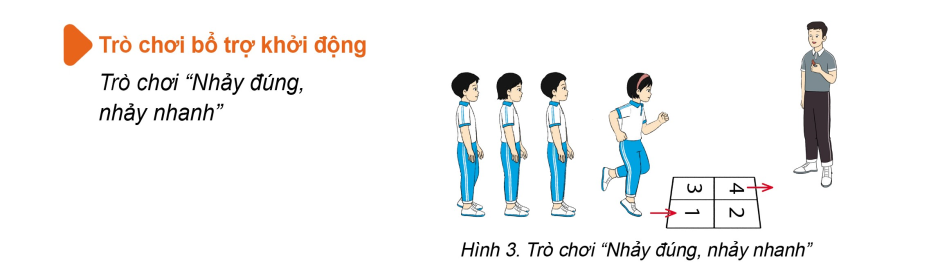 Trò chơi bổ trợ khởi động
Trò chơi “Nhảy đúng,
nhảy nhanh”
3 4
1 2
Hình 3. Trò chơi “Nhảy đúng, nhảy nhanh”